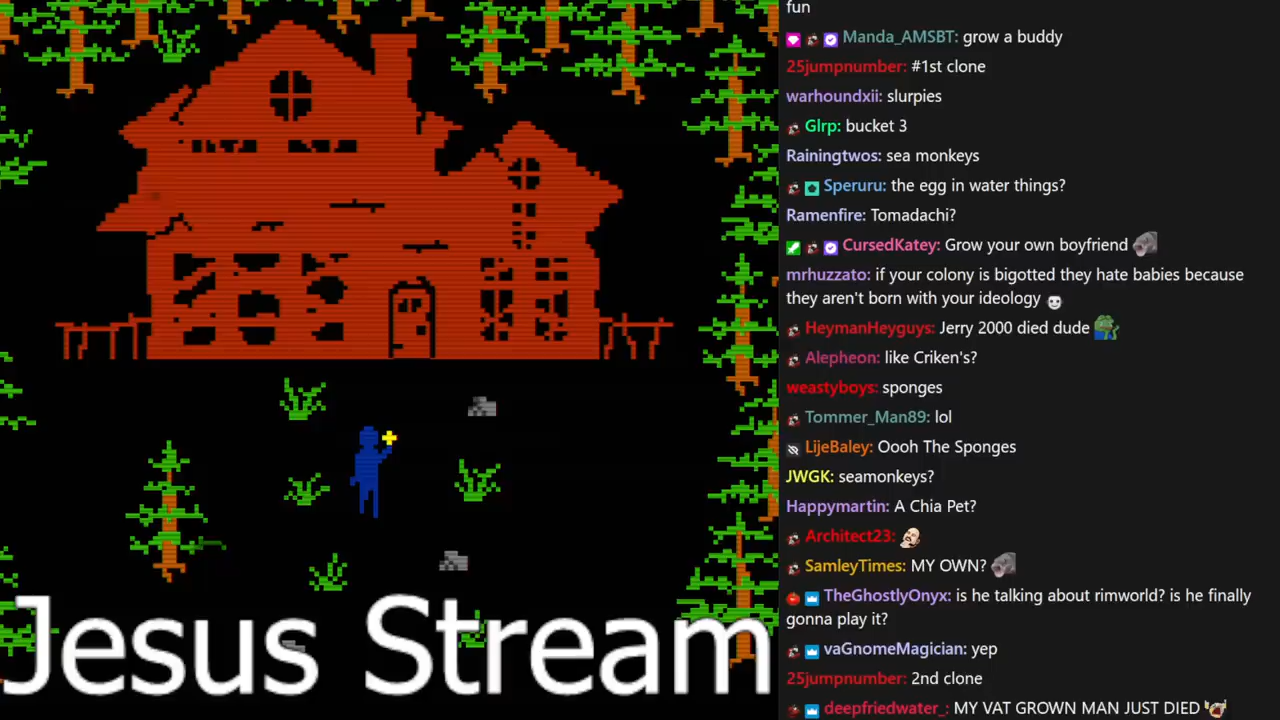 fun
Manda_AMSBT: grow a buddy
25jumpnumber: #1st clone
warhoundxii: slurpies
Glrp: bucket 3
Rainingtwos: sea monkeys
Speruru: the egg in water things?
Ramenfire: Tomadachi?
CursedKatey: Grow your own boyfriend
mrhuzzato: if your colony is bigotted they hate babies because
they aren't born with your ideology
HeymanHeyguys: Jerry 2000 died dude
Alepheon: like Criken's?
weastyboys: sponges
Tommer_Man89: lol
LijeBaley: Oooh The Sponges
JWGK: seamonkeys?
Happymartin: A Chia Pet?
Architect23:
SamleyTimes: MY OWN?
TheGhostlyOnyx: is he talking about rimworld? is he finally
gonna play it?
vaGnomeMagician: yep
25jumpnumber: 2nd clone
deepfriedwater_: MY VAT GROWN MAN JUST DIED
Jesus Stream